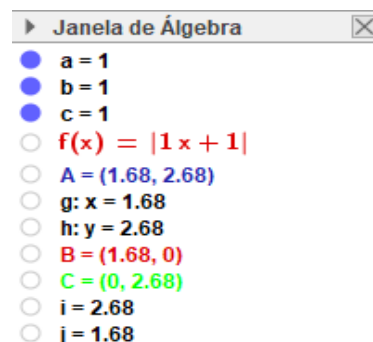 Janela de Álgebra
a = 1
b = 1
c = 1
f(x) = |1 x + 1|
A = (1.68, 2.68)
g: x = 1.68
h: y = 2.68
B = (1.68, 0)
C = (0, 2.68)
i = 2.68
j = 1.68